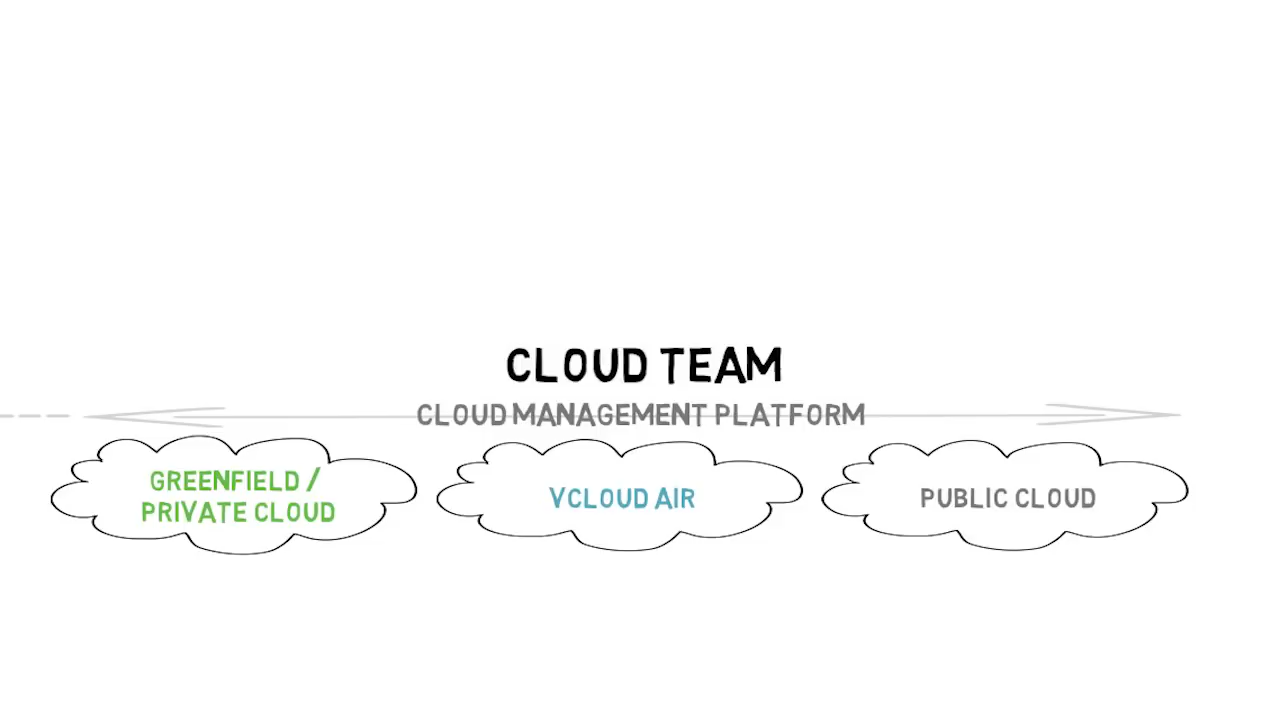 CLOUD TEAM
CLOUD MANAGEMENT PLATFORM
GREENFIELD /
PRIVATE CLOUD
VCLOUD AIR
PUBLIC CLOUD